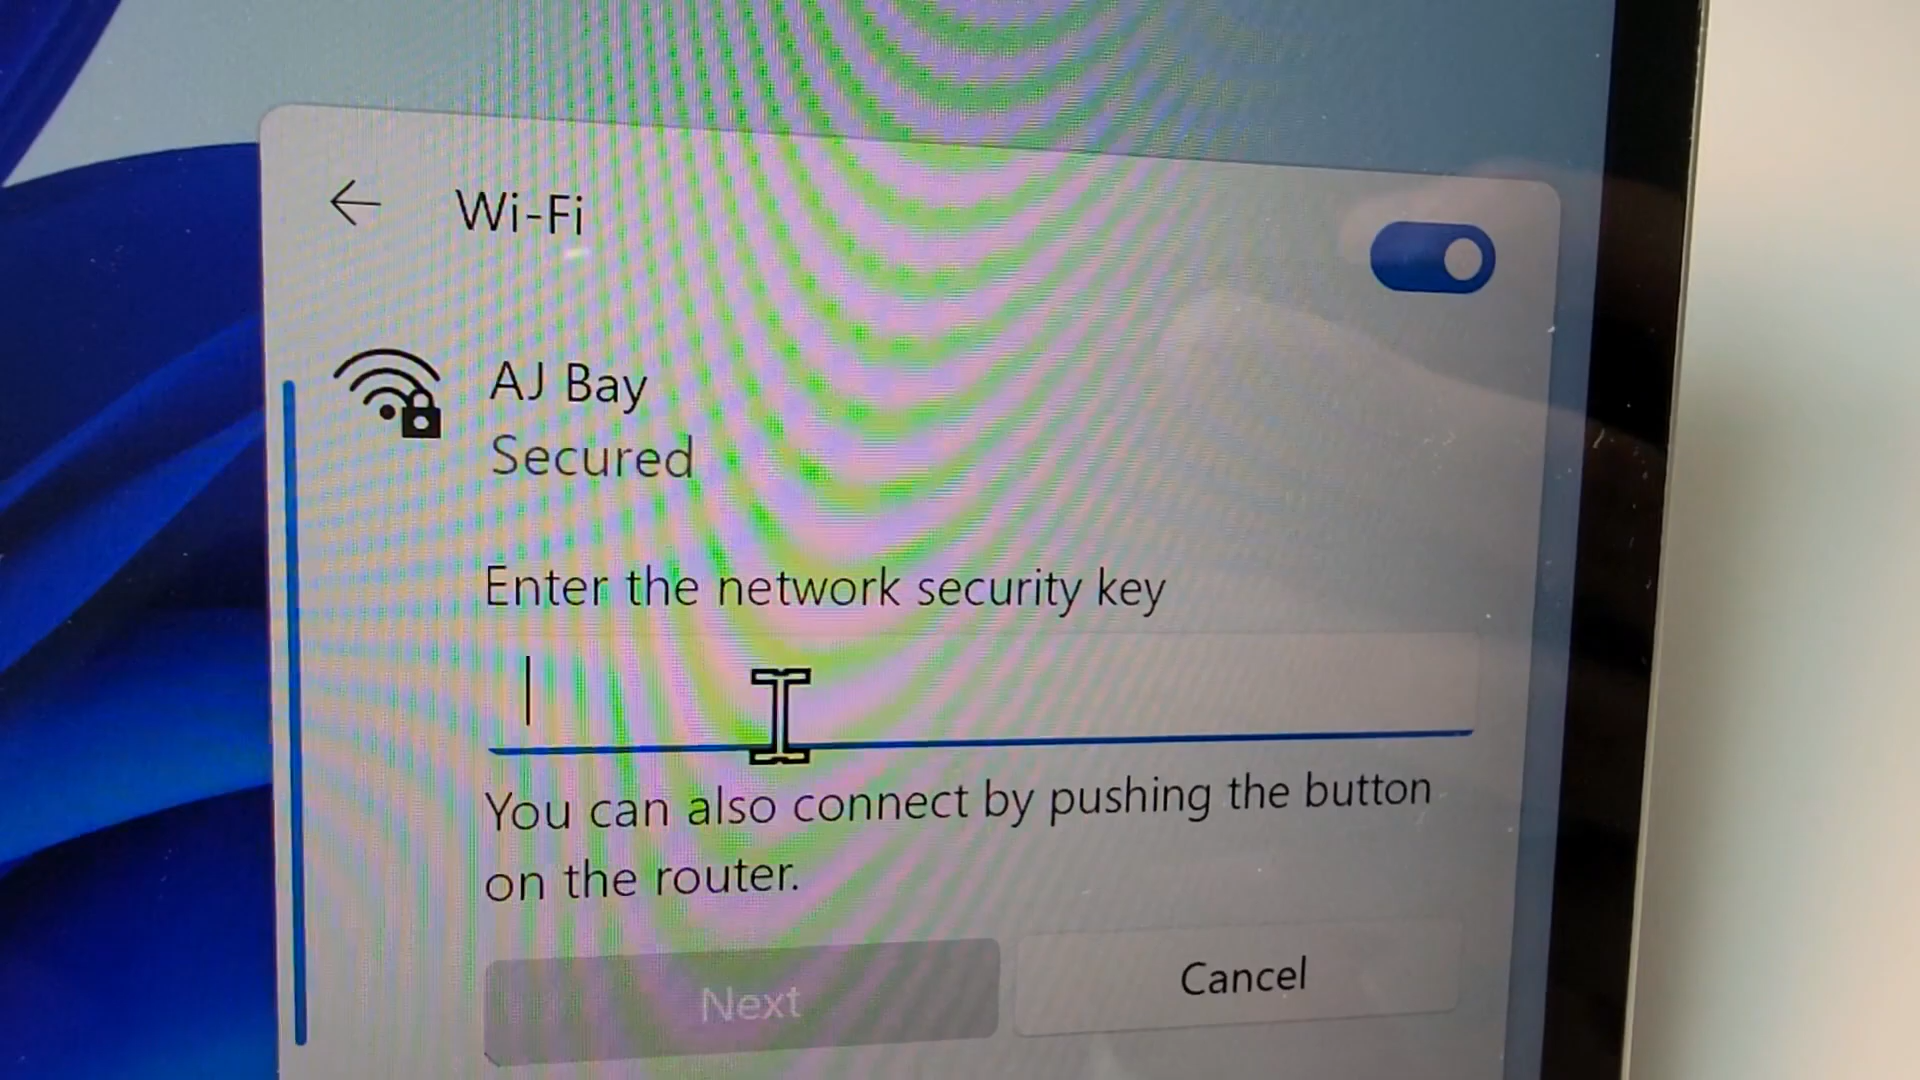 Wi-Fi
AJ Bay
Secured
Enter the network security key
You can also connect by pushing the button
on the router.
Next
Cancel